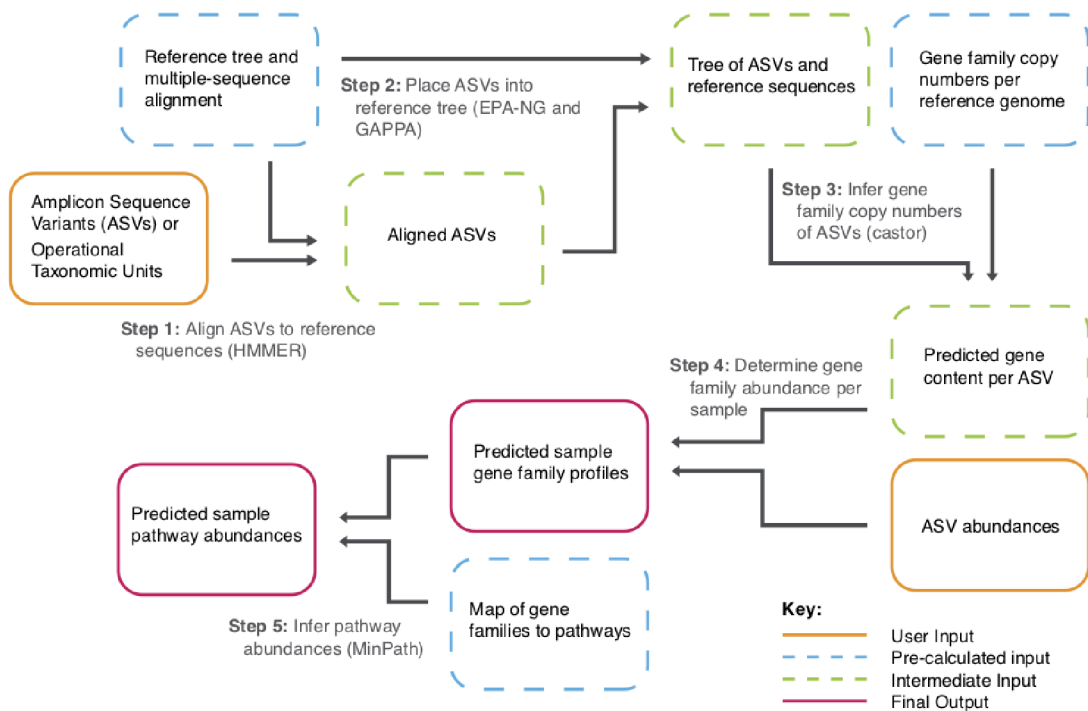 Reference tree and
multiple-sequence
alignment
Step 2: Place ASVs into
reference tree (EPA-NG and
GAPPA)
Tree of ASVs and
reference sequences
Gene family copy
numbers per
reference genome
Amplicon Sequence
Variants (ASVs) or
Operational
Taxonomic Units
Aligned ASVs
Step 3: Infer gene
family copy numbers
of ASVs (castor)
Step 1: Align ASVs to reference
sequences (HMMER)
Step 4: Determine gene
family abundance per
sample
Predicted gene
content per ASV
Predicted sample
gene family profiles
Predicted sample
pathway abundances
ASV abundances
Step 5: Infer pathway
abundances (MinPath)
Map of gene
families to pathways
Key:
User Input
Pre-calculated input
Intermediate Input
Final Output